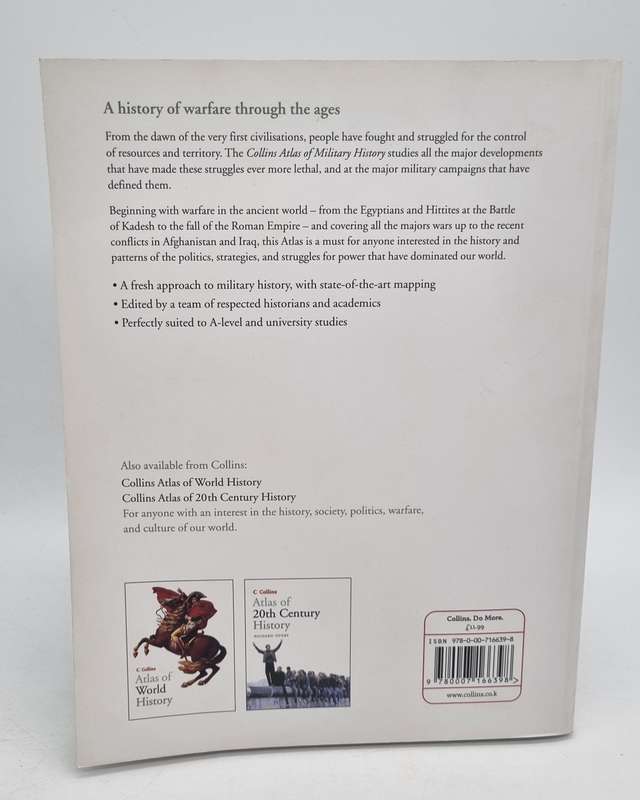 A history of warfare through the ages
From the dawn of the very first civilisations, people have fought and struggled for the control
of resources and territory. The Collins Atlas of Military History studies all the major developments
that have made these struggles ever more lethal, and at the major military campaigns that have
defined them.
Beginning with warfare in the ancient world – from the Egyptians and Hittites at the Battle
of Kadesh to the fall of the Roman Empire – and covering all the majors wars up to the recent
conflicts in Afghanistan and Iraq, this Atlas is a must for anyone interested in the history and
patterns of the politics, strategies, and struggles for power that have dominated our world.
• A fresh approach to military history, with state-of-the-art mapping
• Edited by a team of respected historians and academics
• Perfectly suited to A-level and university studies
Also available from Collins:
Collins Atlas of World History
Collins Atlas of 20th Century History
For anyone with an interest in the history, society, politics, warfare,
and culture of our world.
C Collins
Atlas of
World
History
C Collins
Atlas of
20th Century
History
RICHARD OVERY
Collins. Do More.
£11.99
ISBN 978-0-00-716639-8
9 780007 166398 >
www.collins.co.k